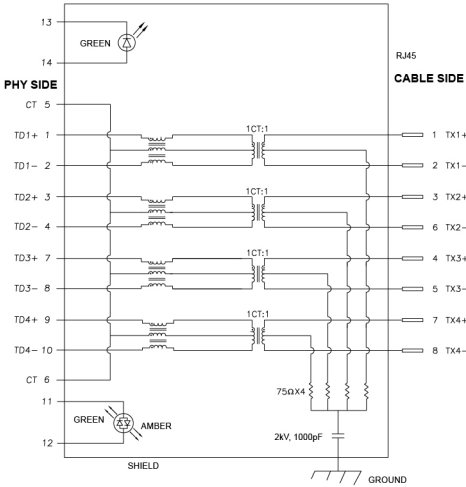 13
GREEN
14
RJ45
PHY SIDE
CABLE SIDE
CT 5
1CT:1
TD1+ 1
1 TX1+
TD1- 2
2 TX1-
1CT:1
TD2+ 3
3 TX2+
TD2- 4
6 TX2-
1CT:1
TD3+ 7
4 TX3+
TD3- 8
5 TX3-
1CT:1
TD4+ 9
7 TX4+
TD4- 10
8 TX4-
CT 6
75ΩX4
11
GREEN
AMBER
12
2kV, 1000pF
SHIELD
GROUND